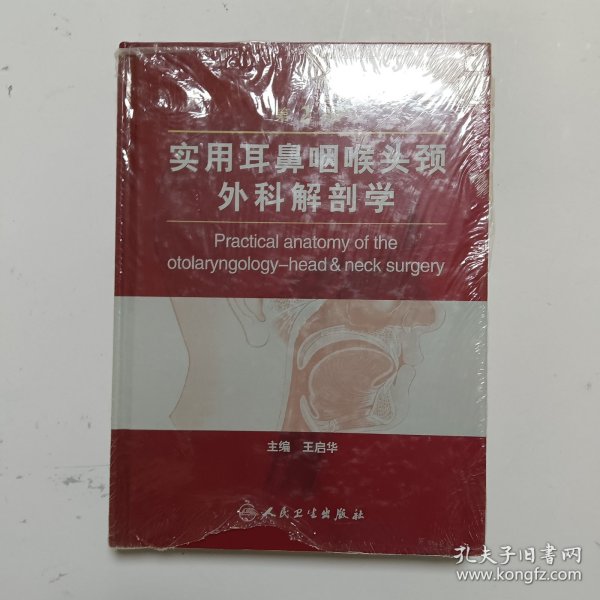 实用耳鼻咽喉头颈
外科解剖学
Practical anatomy of the
otolaryngology–head & neck surgery
主编 王启华
人民卫生出版社
孔夫子旧书网
www.kongfz.com